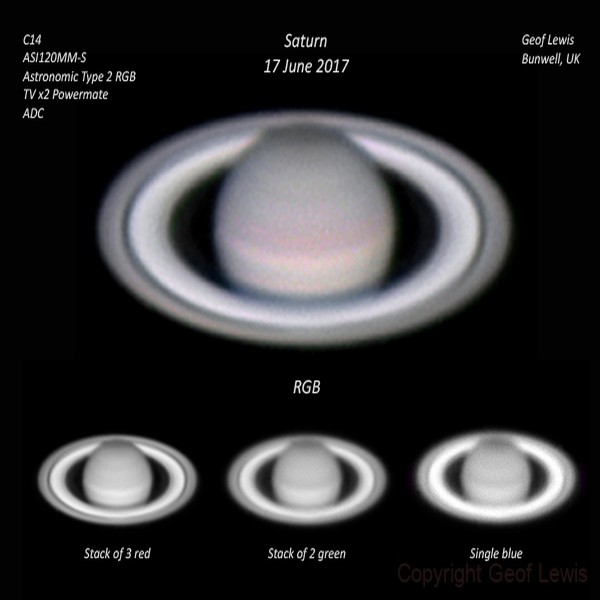 C14
ASI120MM-S
Astronomic Type 2 RGB
TV x2 Powermate
ADC
Saturn
17 June 2017
Geof Lewis
Bunwell, UK
RGB
Stack of 3 red
Stack of 2 green
Single blue
Copyright Geof Lewis